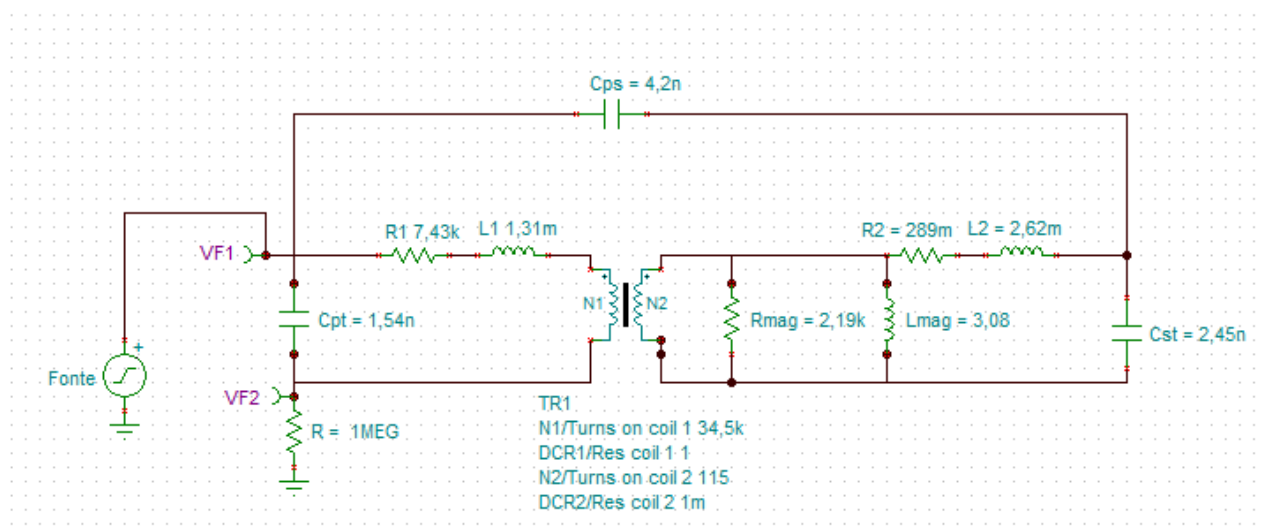 Cps = 4,2n
R1 7,43k
L1 1,31m
R2 = 289m
L2 = 2,62m
VF1
N1
N2
Cpt = 1,54n
Rmag = 2,19k
Lmag = 3,08
Cst = 2,45n
+
Fonte
VF2
R = 1MEG
TR1
N1/Turns on coil 1 34,5k
DCR1/Res coil 1 1
N2/Turns on coil 2 115
DCR2/Res coil 2 1m